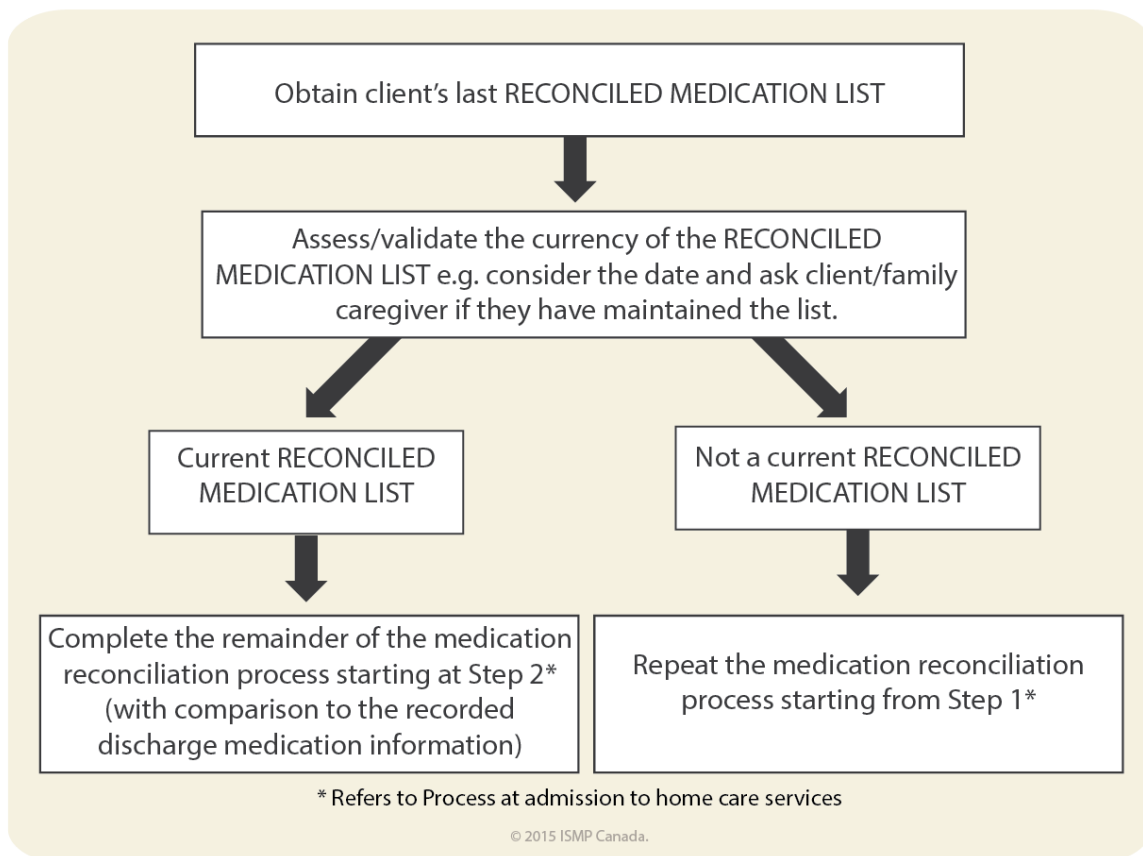 Obtain client's last RECONCILED MEDICATION LIST
Assess/validate the currency of the RECONCILED
MEDICATION LIST e.g. consider the date and ask client/family
caregiver if they have maintained the list.
Current RECONCILED
MEDICATION LIST
Not a current RECONCILED
MEDICATION LIST
Complete the remainder of the medication
reconciliation process starting at Step 2*
(with comparison to the recorded
discharge medication information)
Repeat the medication reconciliation
process starting from Step 1*
* Refers to Process at admission to home care services
© 2015 ISMP Canada.